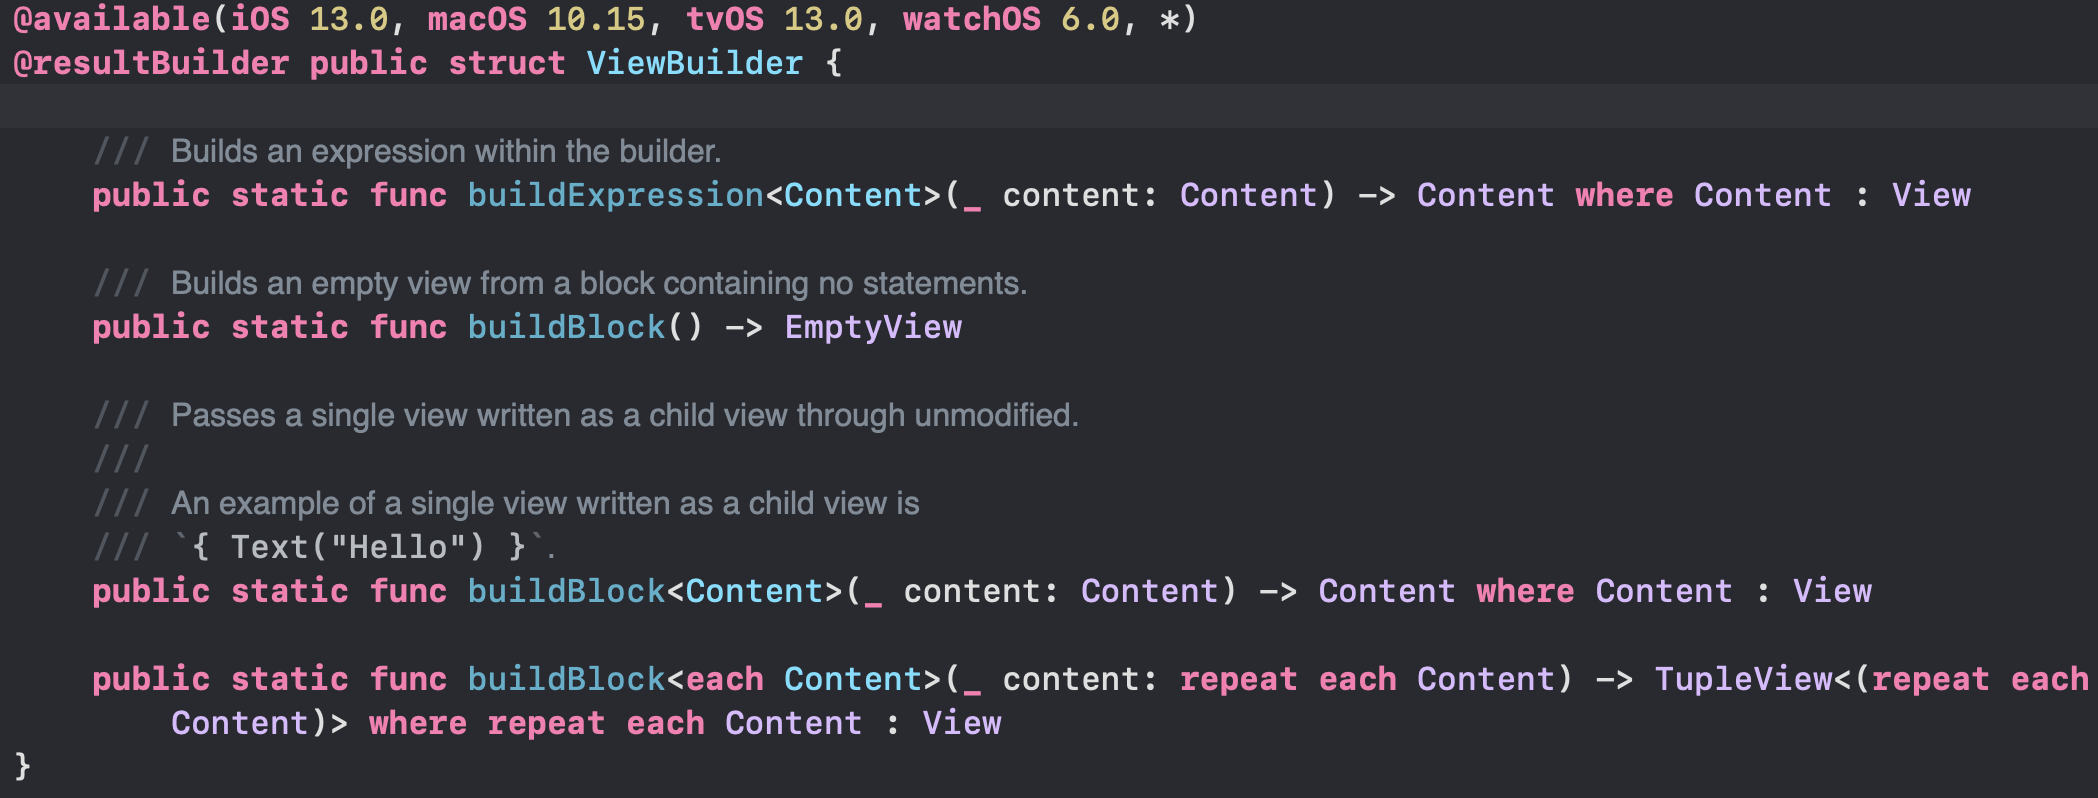 @available(iOS 13.0, macOS 10.15, tvOS 13.0, watchOS 6.0, *)
@resultBuilder public struct ViewBuilder {
/// Builds an expression within the builder.
public static func buildExpression<Content>(_ content: Content) -> Content where Content : View
/// Builds an empty view from a block containing no statements.
public static func buildBlock() -> EmptyView
/// Passes a single view written as a child view through unmodified.
///
/// An example of a single view written as a child view is
/// `{ Text("Hello") }`.
public static func buildBlock<Content>(_ content: Content) -> Content where Content : View
public static func buildBlock<each Content>(_ content: repeat each Content) -> TupleView<(repeat each
Content)> where repeat each Content : View
}